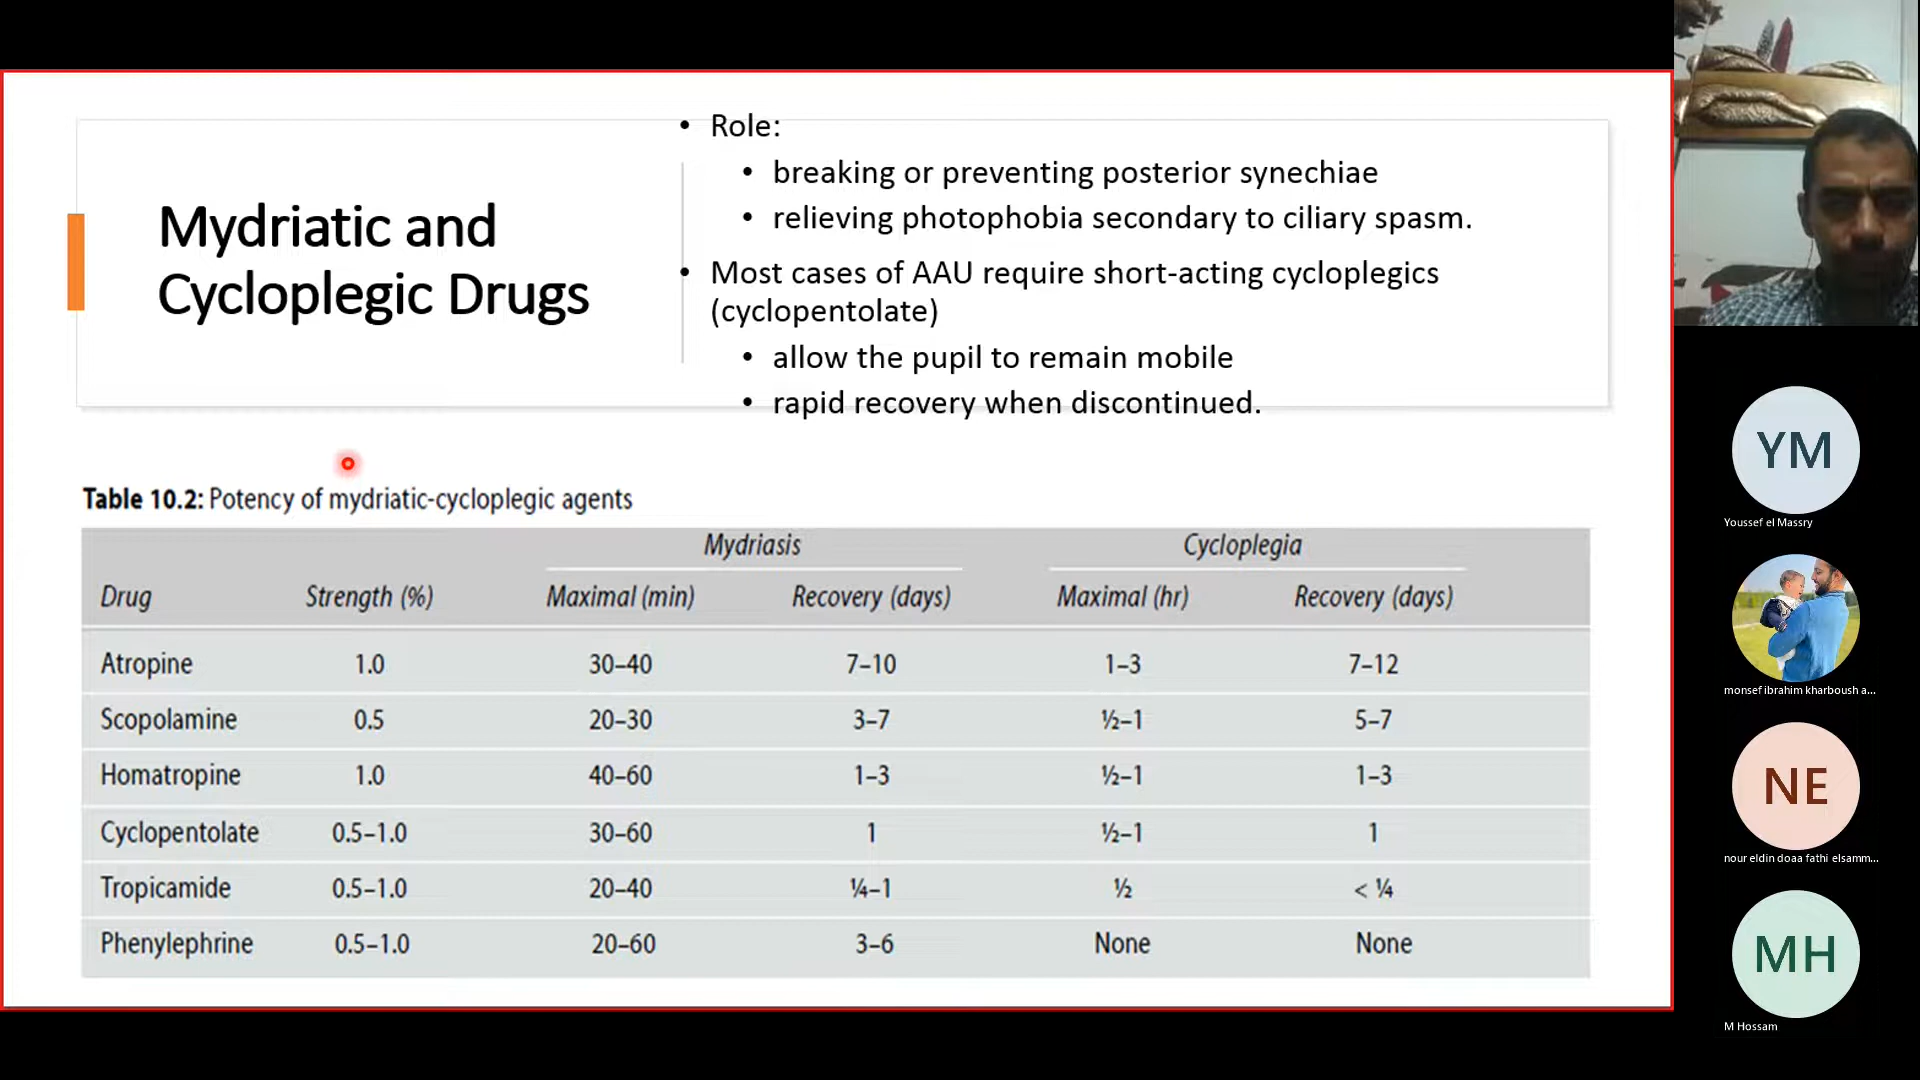 Mydriatic and
Cycloplegic Drugs
• Role:
• breaking or preventing posterior synechiae
• relieving photophobia secondary to ciliary spasm.
• Most cases of AAU require short-acting cycloplegics
(cyclopentolate)
• allow the pupil to remain mobile
• rapid recovery when discontinued.
Table 10.2: Potency of mydriatic-cycloplegic agents
Mydriasis Cycloplegia
Drug Strength (%) Maximal (min) Recovery (days) Maximal (hr) Recovery (days)
Atropine 1.0 30–40 7–10 1–3 7–12
Scopolamine 0.5 20–30 3–7 ½–1 5–7
Homatropine 1.0 40–60 1–3 ½–1 1–3
Cyclopentolate 0.5–1.0 30–60 1 ½–1 1
Tropicamide 0.5–1.0 20–40 ¼–1 ½ < ¼
Phenylephrine 0.5–1.0 20–60 3–6 None None
YM
Youssef el Massry
monsef ibrahim kharboush a...
NE
nour eldin doaa fathi elsamm...
MH
M Hossam